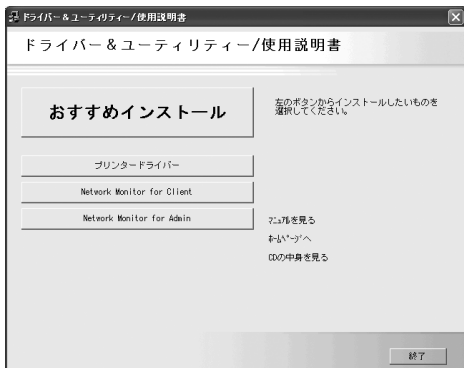 ドライバー&ユーティリティー/使用説明書
ドライバー&ユーティリティー/使用説明書
おすすめインストール
左のボタンからインストールしたいものを
選択してください。
プリンタードライバー
Network Monitor for Client
Network Monitor for Admin
ﾏﾆｭｱﾙを見る
ﾎｰﾑﾍﾟｰｼﾞへ
CDの中身を見る
終了